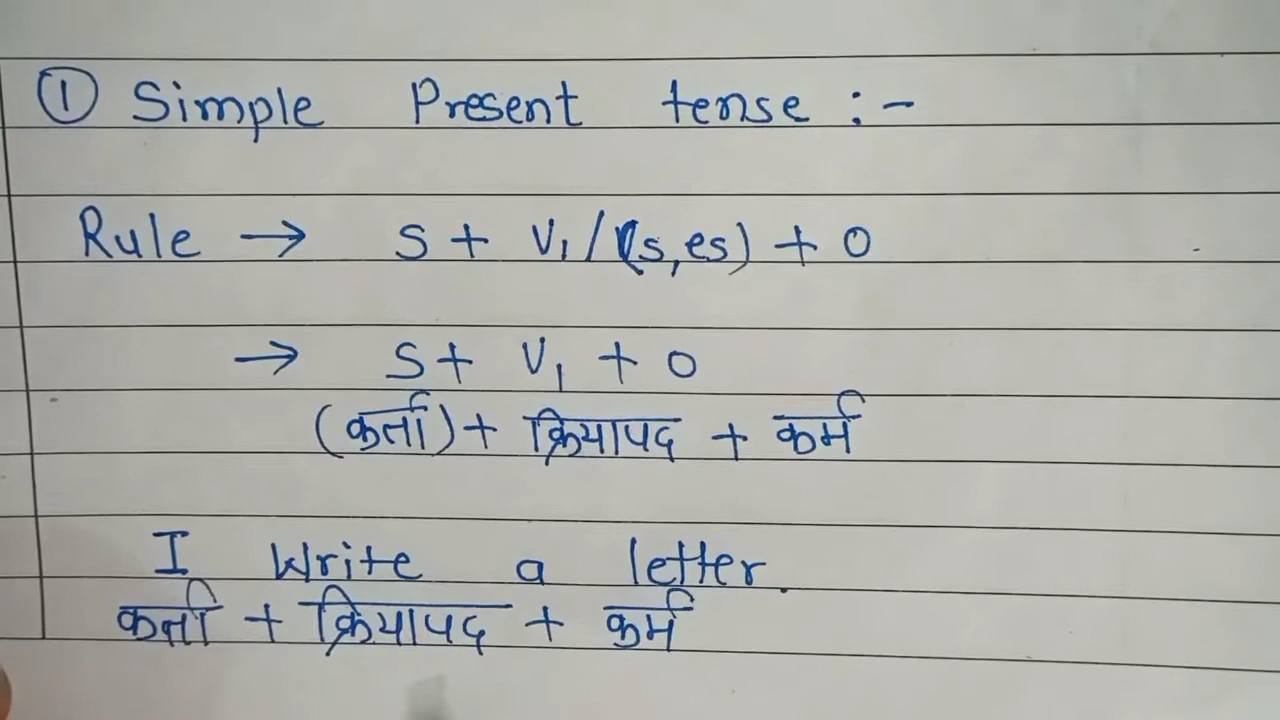 ① Simple Present tense :-
Rule → S + V₁/(s,es) + O
→ S + V₁ + O
(कर्ता) + क्रियापद + कर्म
I Write a letter.
कर्ता + क्रियापद + कर्म